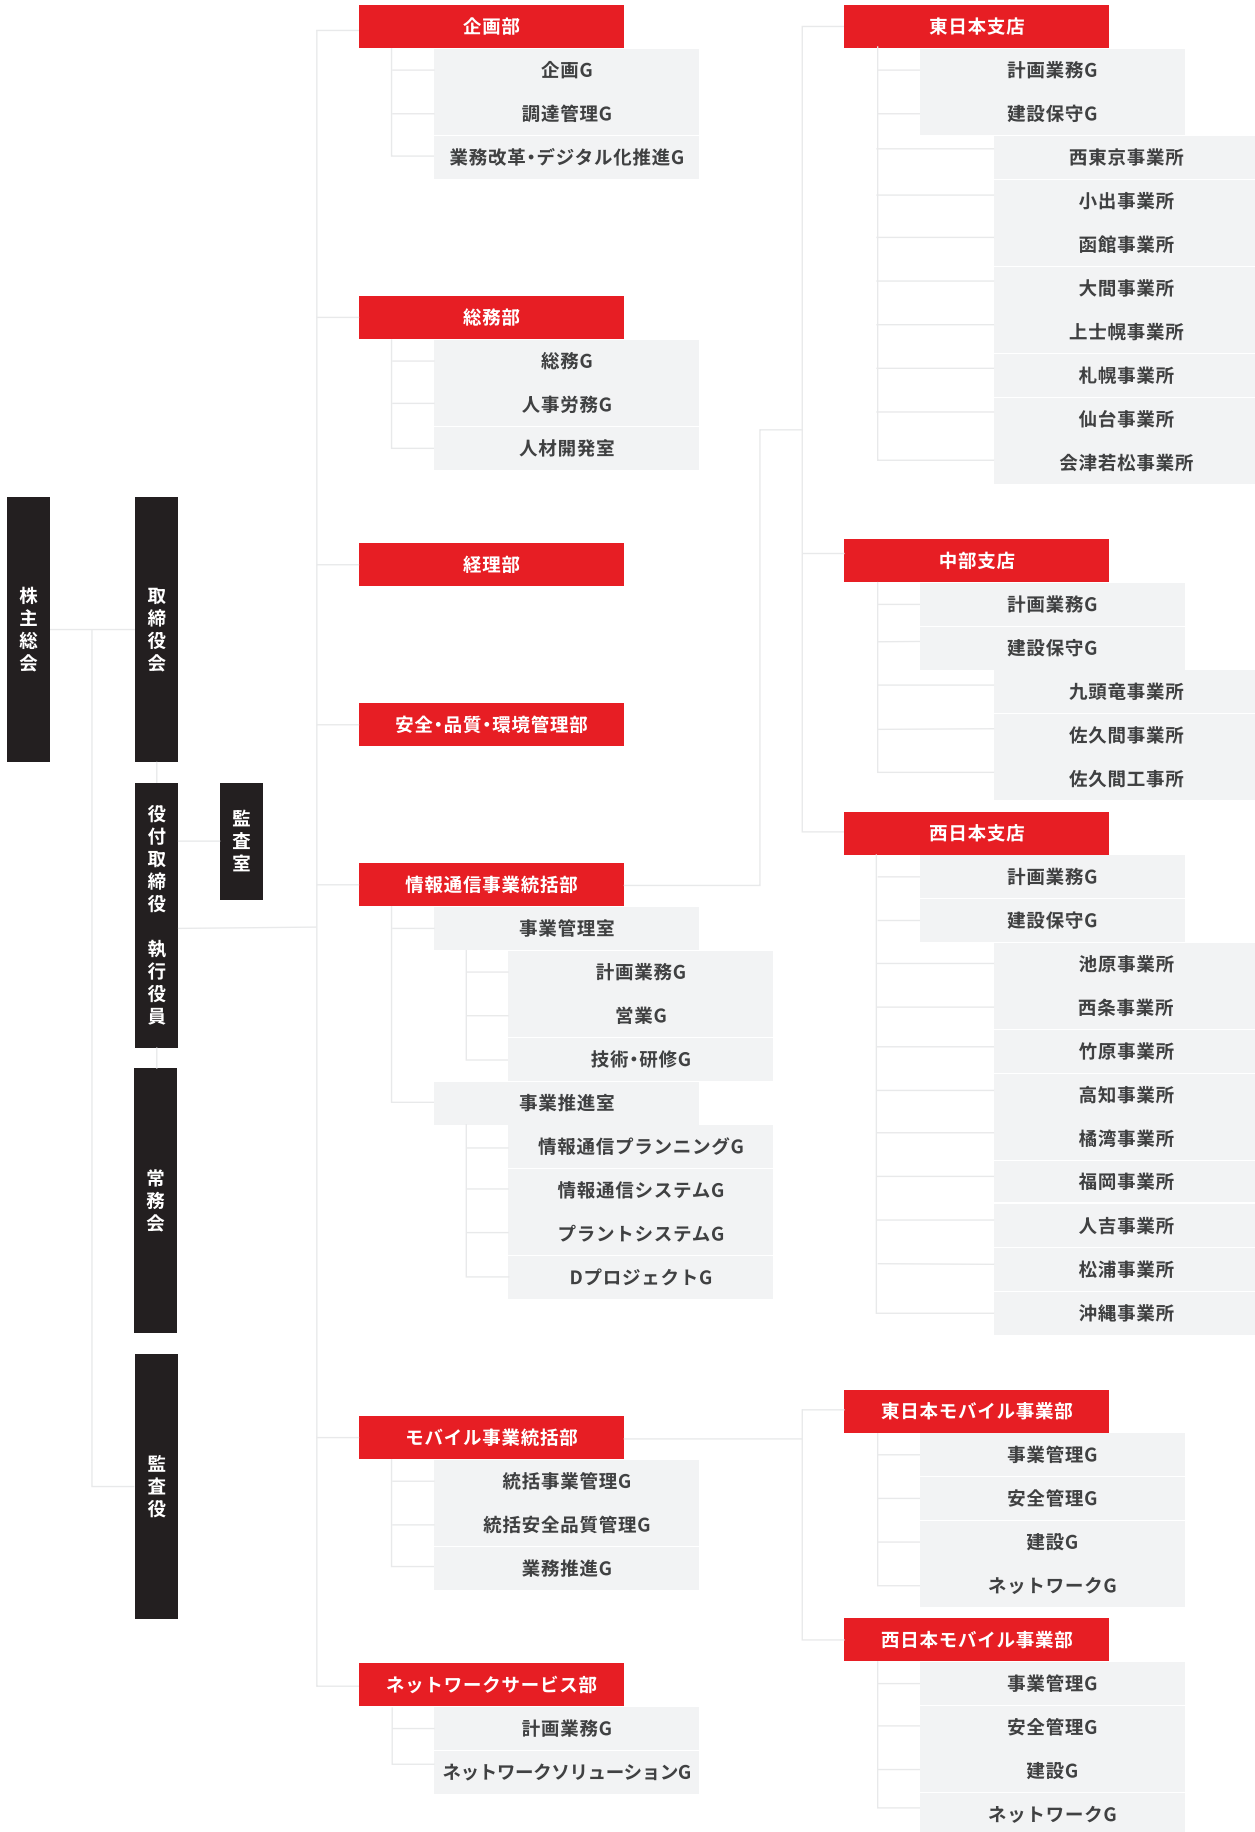 株主総会
取締役会
役付取締役 執行役員
監査室
常務会
監査役
企画部
企画G
調達管理G
業務改革・デジタル化推進G
総務部
総務G
人事労務G
人材開発室
経理部
安全・品質・環境管理部
情報通信事業統括部
事業管理室
計画業務G
営業G
技術・研修G
事業推進室
情報通信プランニングG
情報通信システムG
プラントシステムG
DプロジェクトG
モバイル事業統括部
統括事業管理G
統括安全品質管理G
業務推進G
ネットワークサービス部
計画業務G
ネットワークソリューションG
東日本支店
計画業務G
建設保守G
西東京事業所
小出事業所
函館事業所
大間事業所
上士幌事業所
札幌事業所
仙台事業所
会津若松事業所
中部支店
計画業務G
建設保守G
九頭竜事業所
佐久間事業所
佐久間工事所
西日本支店
計画業務G
建設保守G
池原事業所
西条事業所
竹原事業所
高知事業所
橘湾事業所
福岡事業所
人吉事業所
松浦事業所
沖縄事業所
東日本モバイル事業部
事業管理G
安全管理G
建設G
ネットワークG
西日本モバイル事業部
事業管理G
安全管理G
建設G
ネットワークG